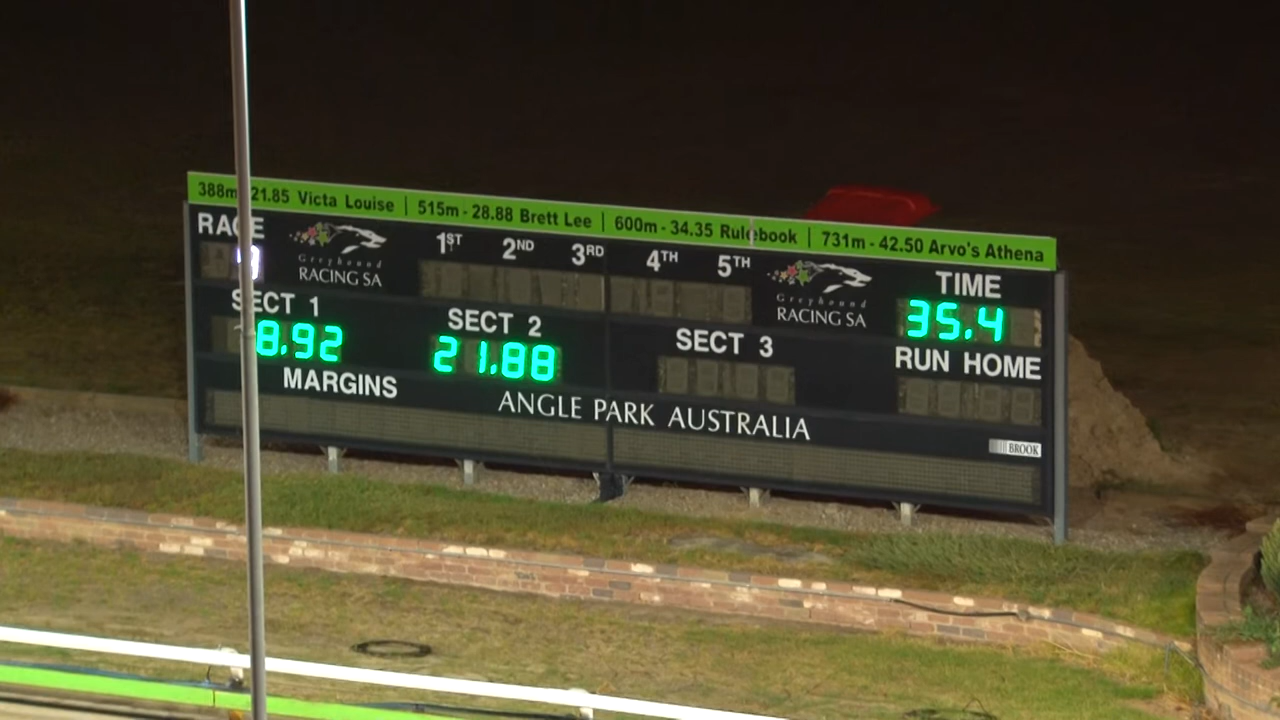 388m - 21.85 Victa Louise | 515m - 28.88 Brett Lee | 600m - 34.35 Rulebook | 731m - 42.50 Arvo's Athena
RACE
Greyhound
RACING SA
1ST 2ND 3RD 4TH 5TH
Greyhound
RACING SA
TIME
35.4
SECT 1
8.92
SECT 2
21.88
SECT 3
RUN HOME
MARGINS
ANGLE PARK AUSTRALIA
BROOK